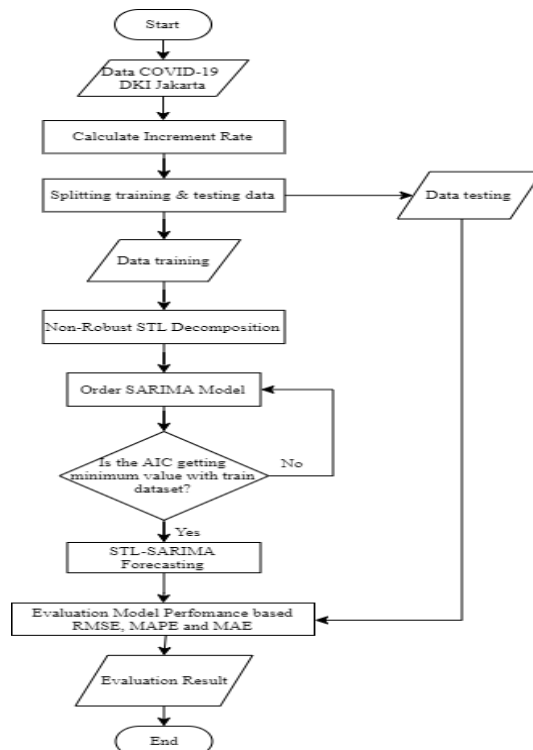 Start
Data COVID-19
DKI Jakarta
Calculate Increment Rate
Splitting training & testing data
Data testing
Data training
Non-Robust STL Decomposition
Order SARIMA Model
Is the AIC getting
minimum value with train
dataset?
No
Yes
STL-SARIMA
Forecasting
Evaluation Model Perfomance based
RMSE, MAPE and MAE
Evaluation Result
End